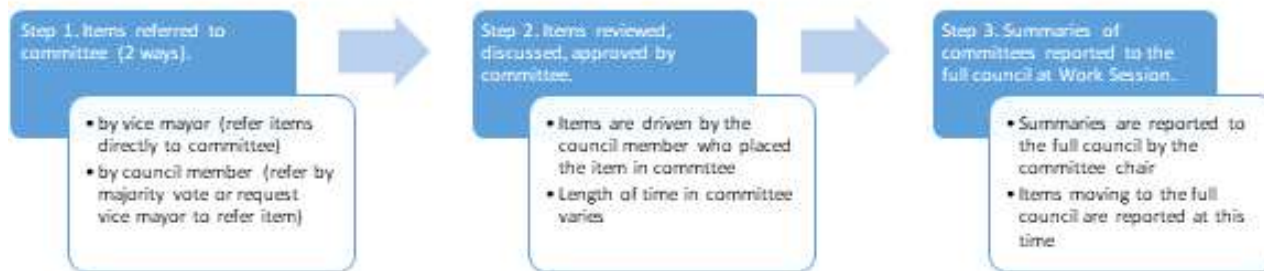 Step 1. Items referred to
committee (2 ways).
• by vice mayor (refer items
directly to committee)
• by council member (refer by
majority vote or request
vice mayor to refer item)
Step 2. Items reviewed,
discussed, approved by
committee.
• Items are driven by the
council member who placed
the item in committee
• Length of time in committee
varies
Step 3. Summaries of
committees reported to the
full council at Work Session.
• Summaries are reported to
the full council by the
committee chair
• Items moving to the full
council are reported at this
time